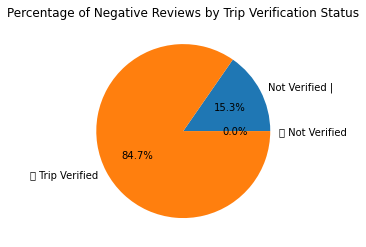 Percentage of Negative Reviews by Trip Verification Status
Not Verified |
15.3%
0.0%
Not Verified
84.7%
Trip Verified